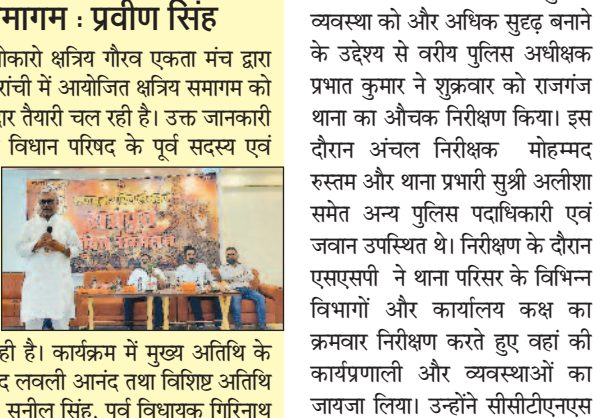 मागम : प्रवीण सिंह
ोकारो क्षत्रिय गौरव एकता मंच द्वारा
रांची में आयोजित क्षत्रिय समागम को
दार तैयारी चल रही है। उक्त जानकारी
विधान परिषद के पूर्व सदस्य एवं
ही है। कार्यक्रम में मुख्य अतिथि के
द लवली आनंद तथा विशिष्ट अतिथि
सुनील सिंह, पूर्व विधायक गिरिनाथ
व्यवस्था को और अधिक सुदृढ़ बनाने
के उद्देश्य से वरीय पुलिस अधीक्षक
प्रभात कुमार ने शुक्रवार को राजगंज
थाना का औचक निरीक्षण किया। इस
दौरान अंचल निरीक्षक मोहम्मद
रुस्तम और थाना प्रभारी सुश्री अलीशा
समेत अन्य पुलिस पदाधिकारी एवं
जवान उपस्थित थे। निरीक्षण के दौरान
एसएसपी ने थाना परिसर के विभिन्न
विभागों और कार्यालय कक्ष का
क्रमवार निरीक्षण करते हुए वहां की
कार्यप्रणाली और व्यवस्थाओं का
जायजा लिया। उन्होंने सीसीटीएनएस